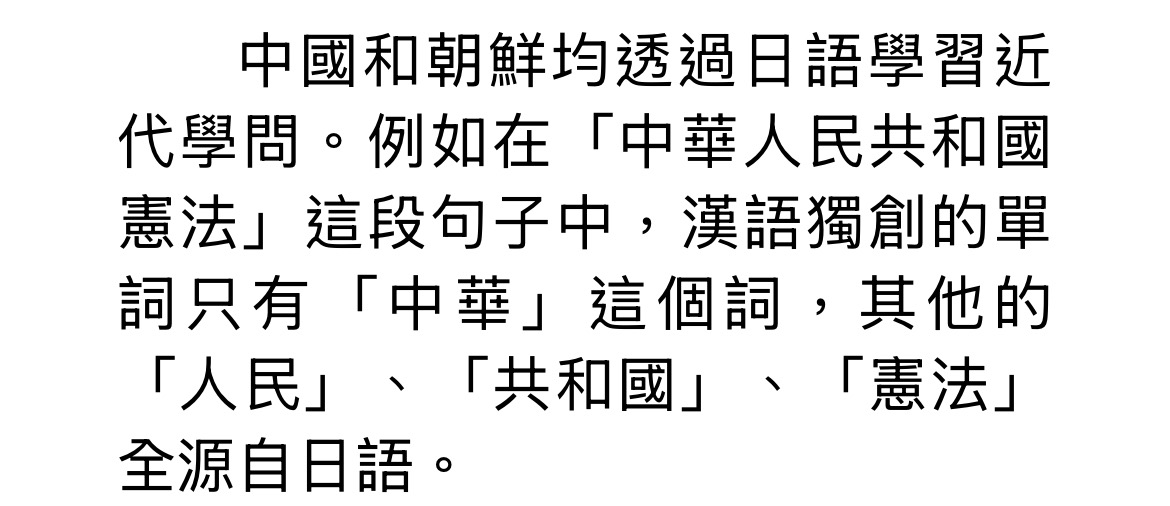 中國和朝鮮均透過日語學習近
代學問。例如在「中華人民共和國
憲法」這段句子中，漢語獨創的單
詞只有「中華」這個詞，其他的
「人民」、「共和國」、「憲法」
全源自日語。